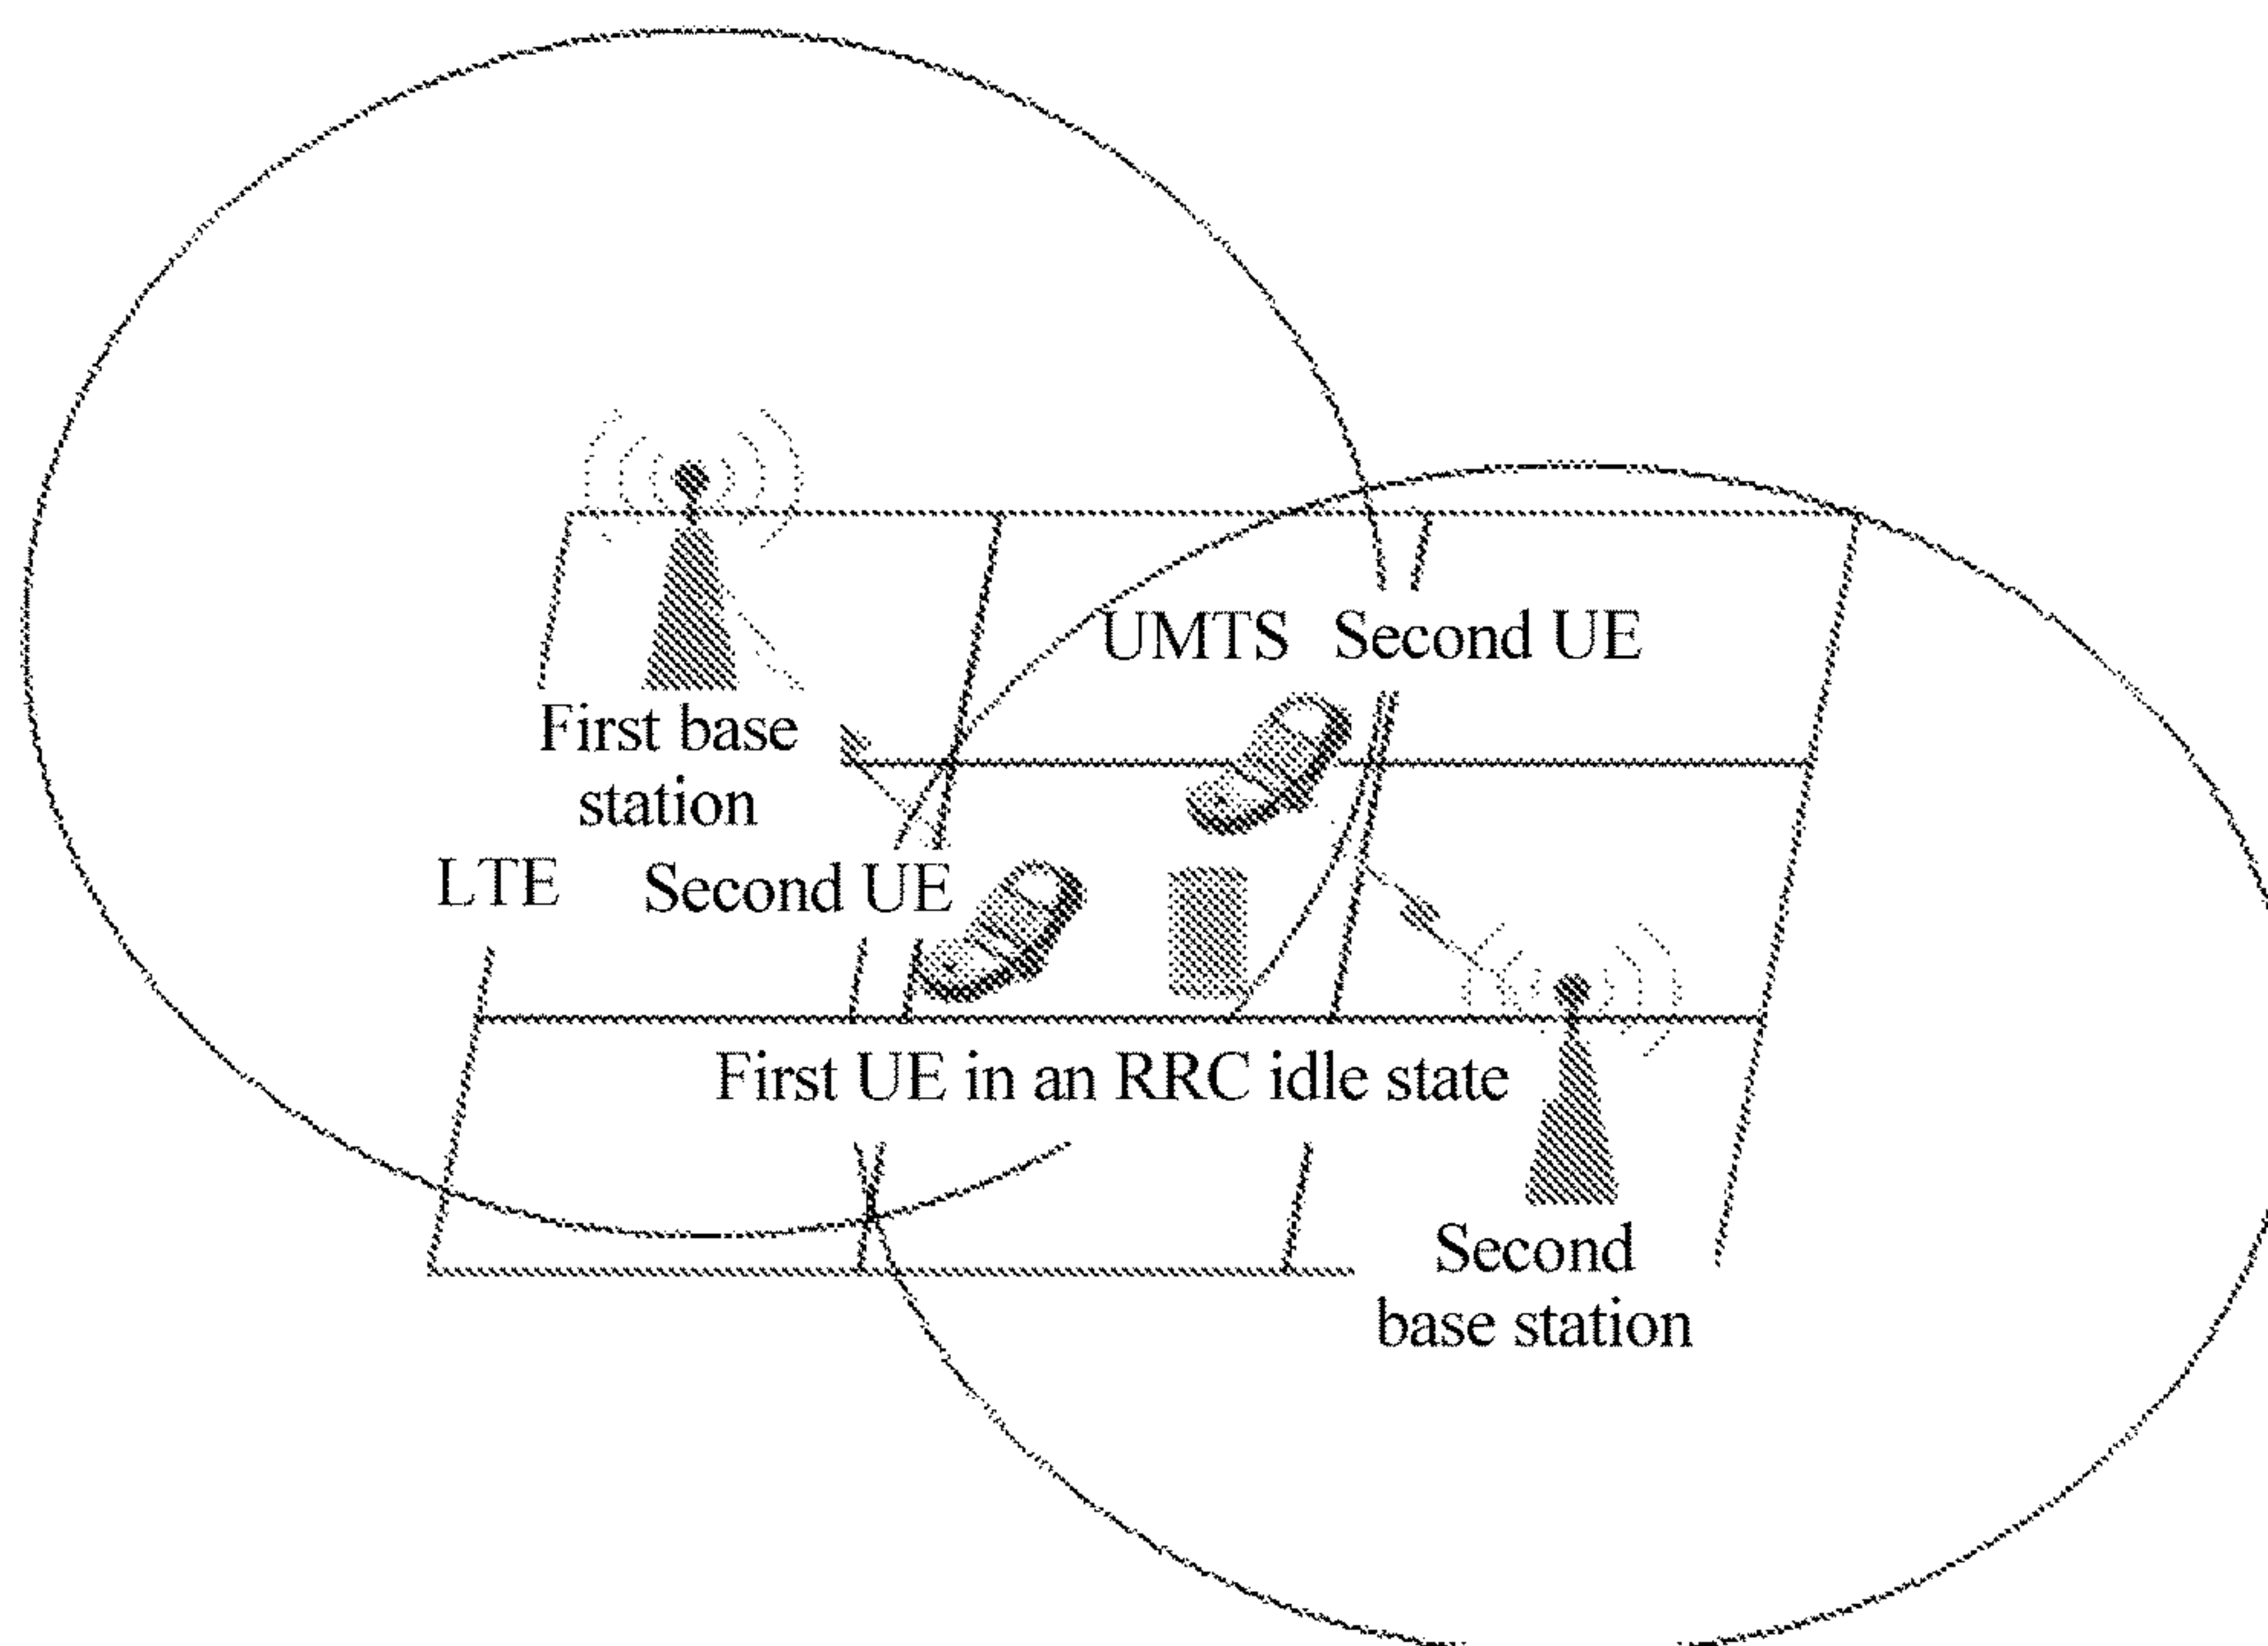 UMTS Second UE
First base
station
LTE Second UE
First UE in an RRC idle state
Second
base station